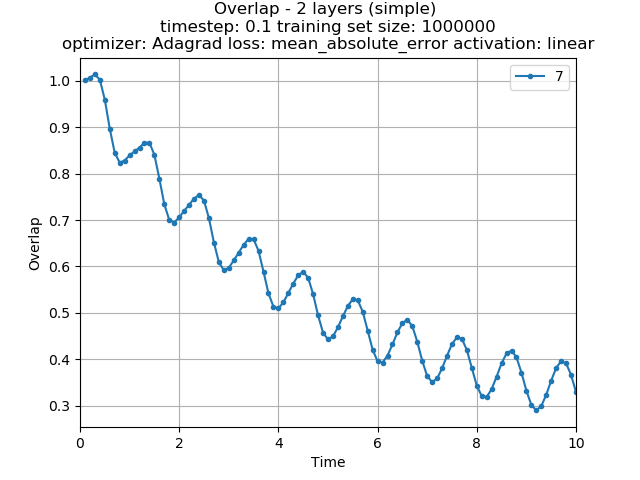 Overlap - 2 layers (simple)
timestep: 0.1 training set size: 1000000
optimizer: Adagrad loss: mean_absolute_error activation: linear
7
1.0
0.9
0.8
0.7
0.6
0.5
0.4
0.3
Overlap
0 2 4 6 8 10
Time